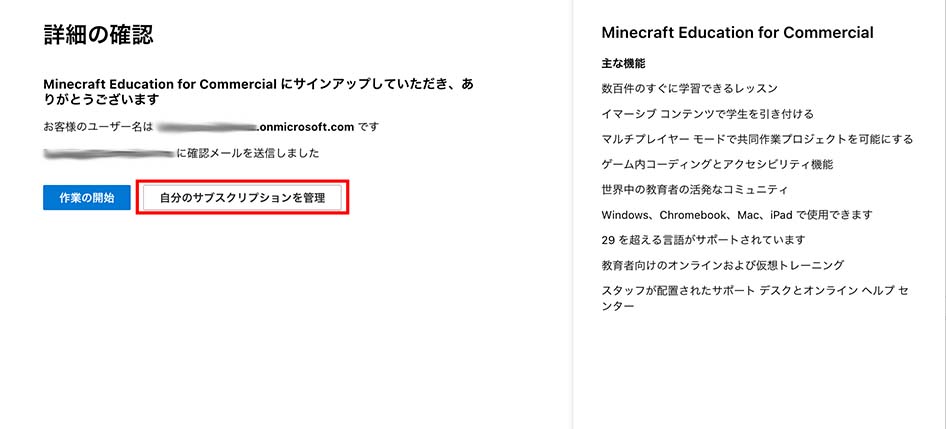 詳細の確認
Minecraft Education for Commercial にサインアップしていただき、あ
りがとうございます
お客様のユーザー名は .onmicrosoft.com です
に確認メールを送信しました
作業の開始
自分のサブスクリプションを管理
Minecraft Education for Commercial
主な機能
数百件のすぐに学習できるレッスン
イマーシブ コンテンツで学生を引き付ける
マルチプレイヤー モードで共同作業プロジェクトを可能にする
ゲーム内コーディングとアクセシビリティ機能
世界中の教育者の活発なコミュニティ
Windows、Chromebook、Mac、iPad で使用できます
29 を超える言語がサポートされています
教育者向けのオンラインおよび仮想トレーニング
スタッフが配置されたサポート デスクとオンライン ヘルプ セ
ンター